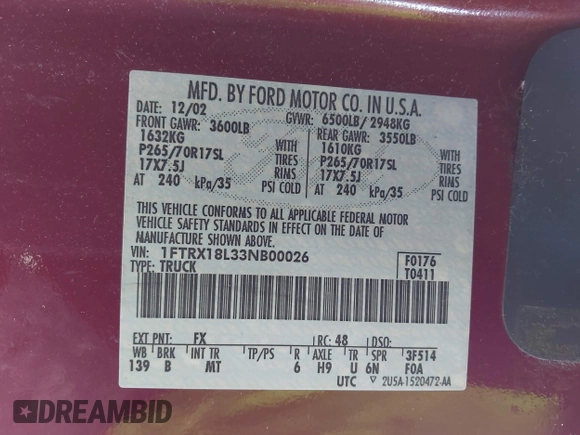 MFD. BY FORD MOTOR CO. IN U.S.A.
DATE: 12/02 GVWR: 6500LB/ 2948KG
FRONT GAWR: 3600LB REAR GAWR: 3550LB
1632KG WITH 1610KG WITH
P265/70R17SL TIRES P265/70R17SL TIRES
17X7.5J RIMS 17X7.5J RIMS
AT 240 kPa/35 PSI COLD AT 240 kPa/35 PSI COLD
THIS VEHICLE CONFORMS TO ALL APPLICABLE FEDERAL MOTOR
VEHICLE SAFETY STANDARDS IN EFFECT ON THE DATE OF
MANUFACTURE SHOWN ABOVE.
VIN: 1FTRX18L33NB00026 F0176
TYPE: TRUCK T0411
EXT PNT: FX RC: 48 DSO:
WB BRK INT TR TP/PS R AXLE TR SPR 3F514
139 B MT 6 H9 U 6N F0A
UTC ▽ 2U5A-1520472-AA
DREAMBID